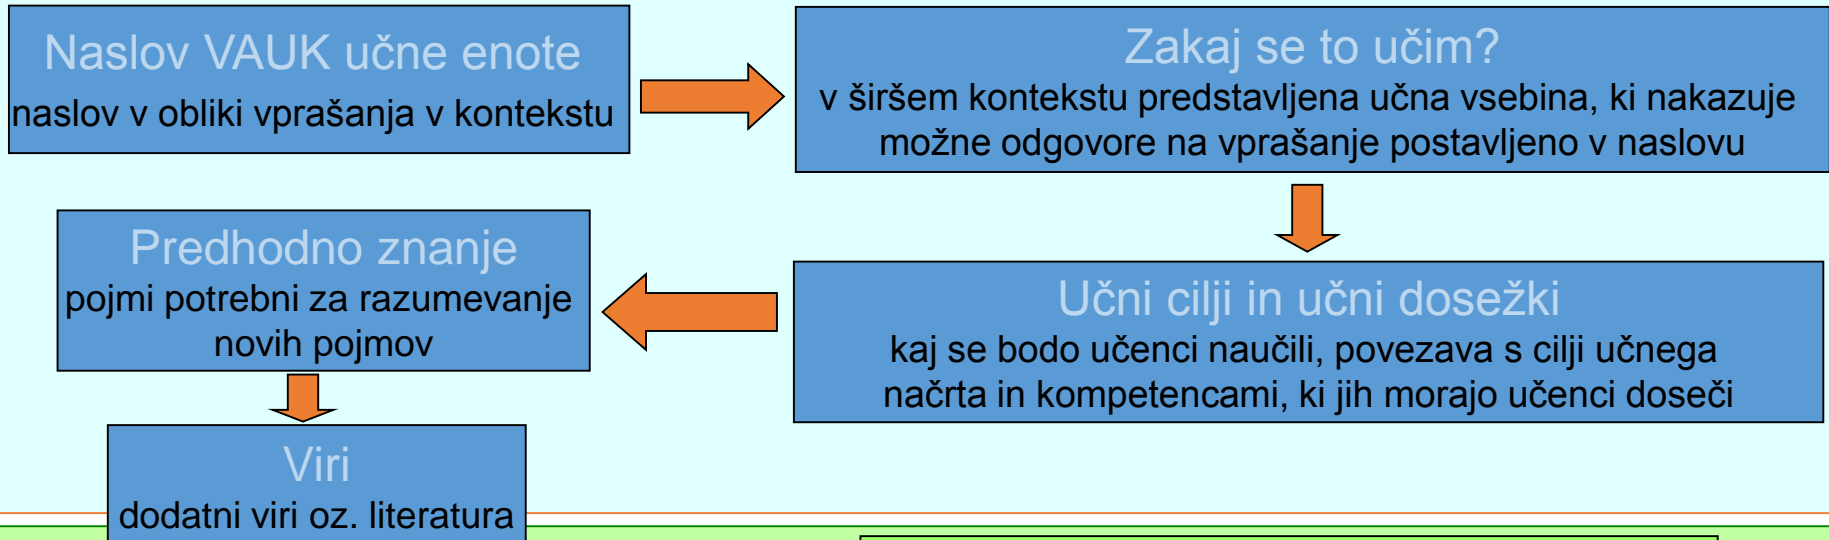 Naslov VAUK učne enote
naslov v obliki vprašanja v kontekstu
Zakaj se to učim?
v širšem kontekstu predstavljena učna vsebina, ki nakazuje
možne odgovore na vprašanje postavljeno v naslovu
Učni cilji in učni dosežki
kaj se bodo učenci naučili, povezava s cilji učnega
načrta in kompetencami, ki jih morajo učenci doseči
Predhodno znanje
pojmi potrebni za razumevanje
novih pojmov
Viri
dodatni viri oz. literatura